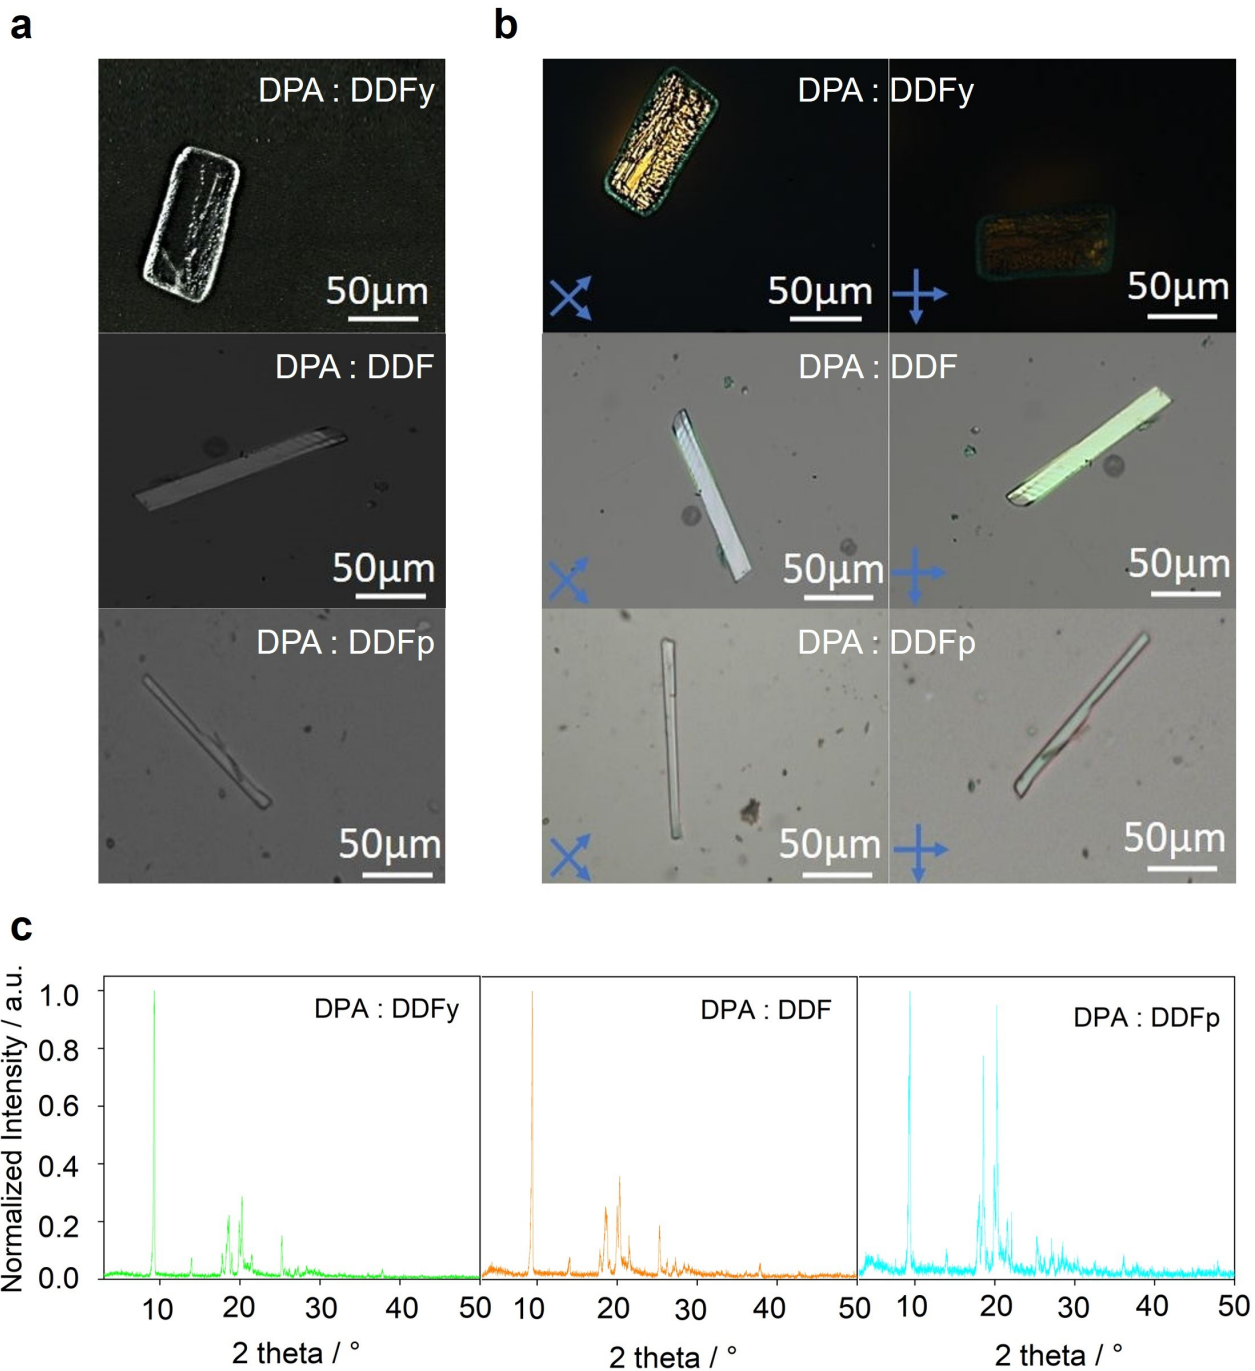 a
b
DPA : DDFy
50μm
DPA : DDFy
50μm
50μm
DPA : DDF
50μm
DPA : DDF
50μm
50μm
DPA : DDFp
50μm
DPA : DDFp
50μm
50μm
c
Normalized Intensity / a.u.
1.0
0.8
0.6
0.4
0.2
0.0
DPA : DDFy
10 20 30 40 50
2 theta / °
DPA : DDF
10 20 30 40 50
2 theta / °
DPA : DDFp
10 20 30 40 50
2 theta / °